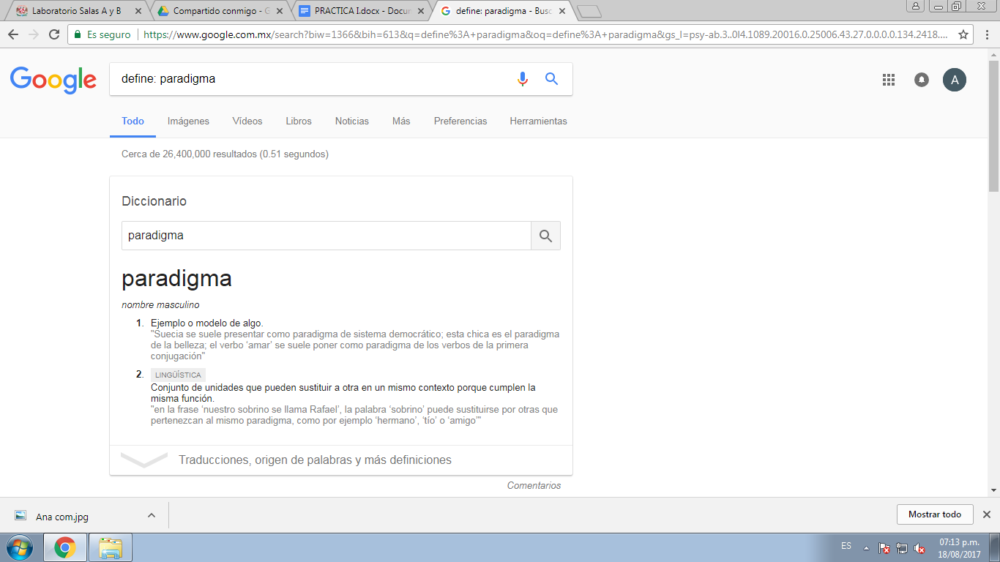 Laboratorio Salas A y B
Compartido conmigo - G
PRACTICA I.docx - Docum
define: paradigma - Busc
Es seguro
https://www.google.com.mx/search?biw=1366&bih=613&q=define%3A+paradigma&oq=define%3A+paradigma&gs_l=psy-ab.3..0l4.1089.20016.0.25006.43.27.0.0.0.0.134.2418....
Google
define: paradigma
A
Todo Imágenes Vídeos Libros Noticias Más Preferencias Herramientas
Cerca de 26,400,000 resultados (0.51 segundos)
Diccionario
paradigma
paradigma
nombre masculino
1. Ejemplo o modelo de algo.
"Suecia se suele presentar como paradigma de sistema democrático; esta chica es el paradigma
de la belleza; el verbo ‘amar’ se suele poner como paradigma de los verbos de la primera
conjugación"
2. LINGÜÍSTICA
Conjunto de unidades que pueden sustituir a otra en un mismo contexto porque cumplen la
misma función.
"en la frase ‘nuestro sobrino se llama Rafael’, la palabra ‘sobrino’ puede sustituirse por otras que
pertenezcan al mismo paradigma, como por ejemplo ‘hermano’, ‘tío’ o ‘amigo’"
Traducciones, origen de palabras y más definiciones
Comentarios
Ana com.jpg
Mostrar todo
ES
07:13 p.m.
18/08/2017